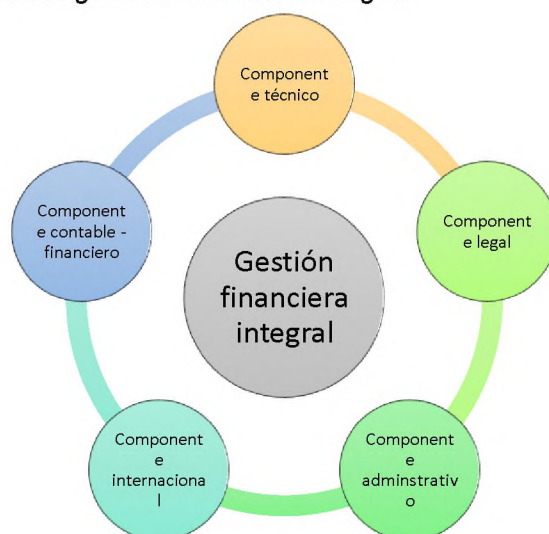 Component
e técnico
Component
e legal
Component
e
adminstrativ
o
Component
e
internaciona
l
Component
e contable -
financiero
Gestión
financiera
integral